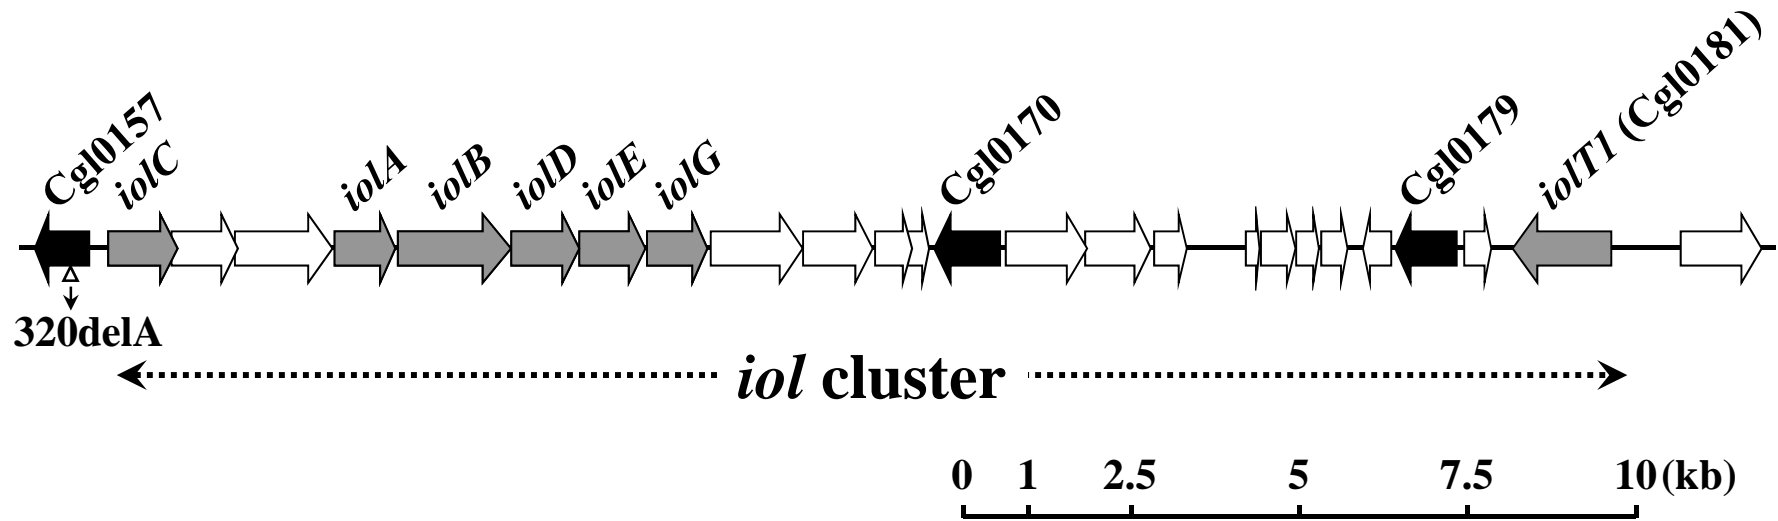 Cgl0157
iolC
iolA
iolB
iolD
iolE
iolG
Cgl0170
Cgl0179
iolT1 (Cgl0181)
320delA
iol cluster
0 1 2.5 5 7.5 10 (kb)